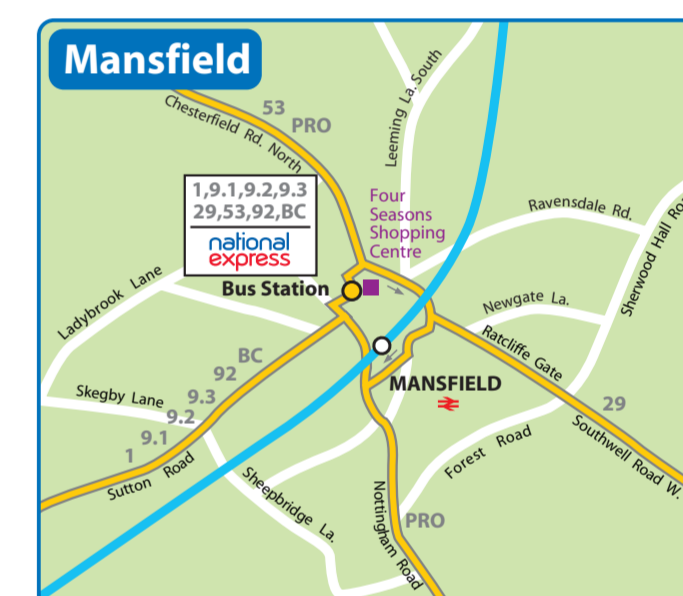 Mansfield
53
PRO
Chesterfield Rd. North
Leeming La. South
1,9.1,9.2,9.3
29,53,92,BC
national
express
Four
Seasons
Shopping
Centre
Ravensdale Rd.
Sherwood Hall Ro
Bus Station
Ladybrook Lane
Newgate La.
Ratcliffe Gate
BC
92
9.3
9.2
9.1
1
Skegby Lane
Sutton Road
MANSFIELD
29
Southwell Road W.
Forest Road
Sheepbridge La.
Nottingham Road
PRO